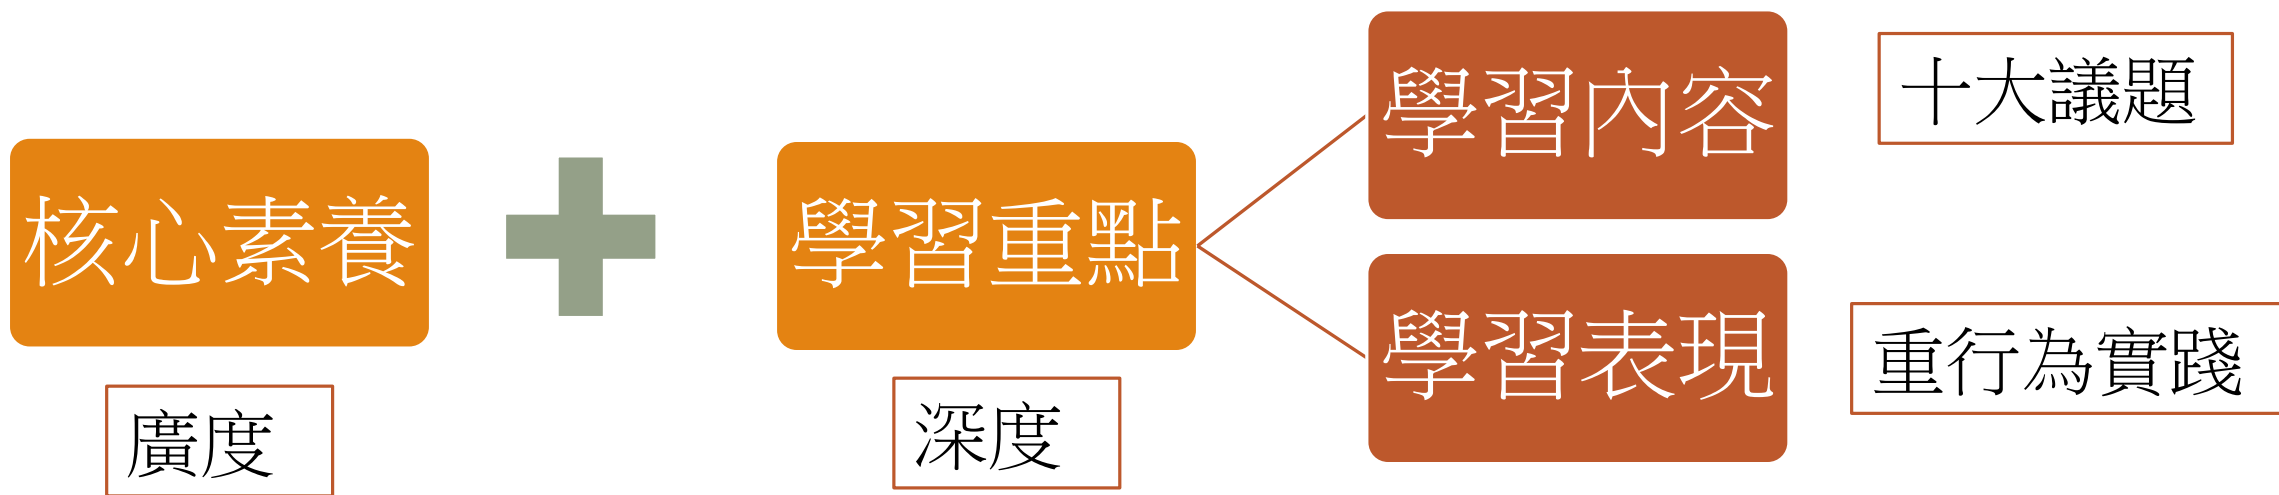 核心素養
廣度
學習重點
深度
學習內容
十大議題
學習表現
重行為實踐